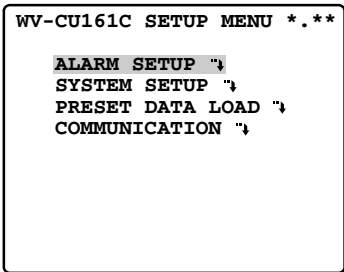 WV-CU161C SETUP MENU *.**
ALARM SETUP
SYSTEM SETUP
PRESET DATA LOAD
COMMUNICATION